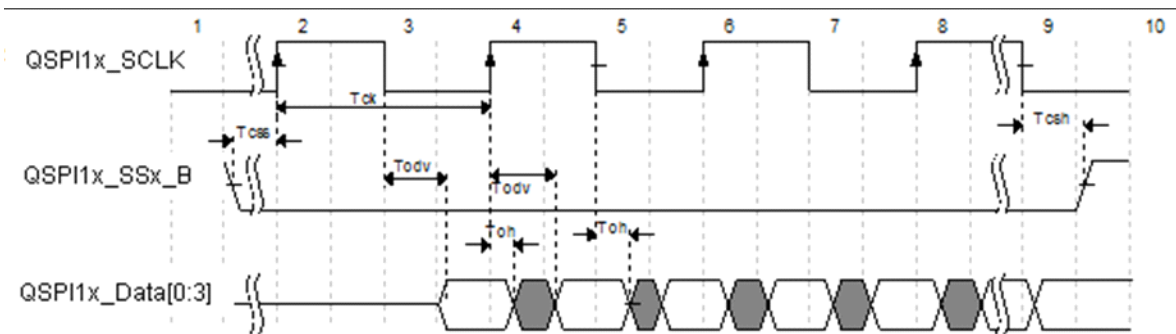 1 2 3 4 5 6 7 8 9 10
QSPI1x_SCLK
Tck
Tcss
Tcsh
QSPI1x_SSx_B
Todv
Todv
Toh
Toh
QSPI1x_Data[0:3]